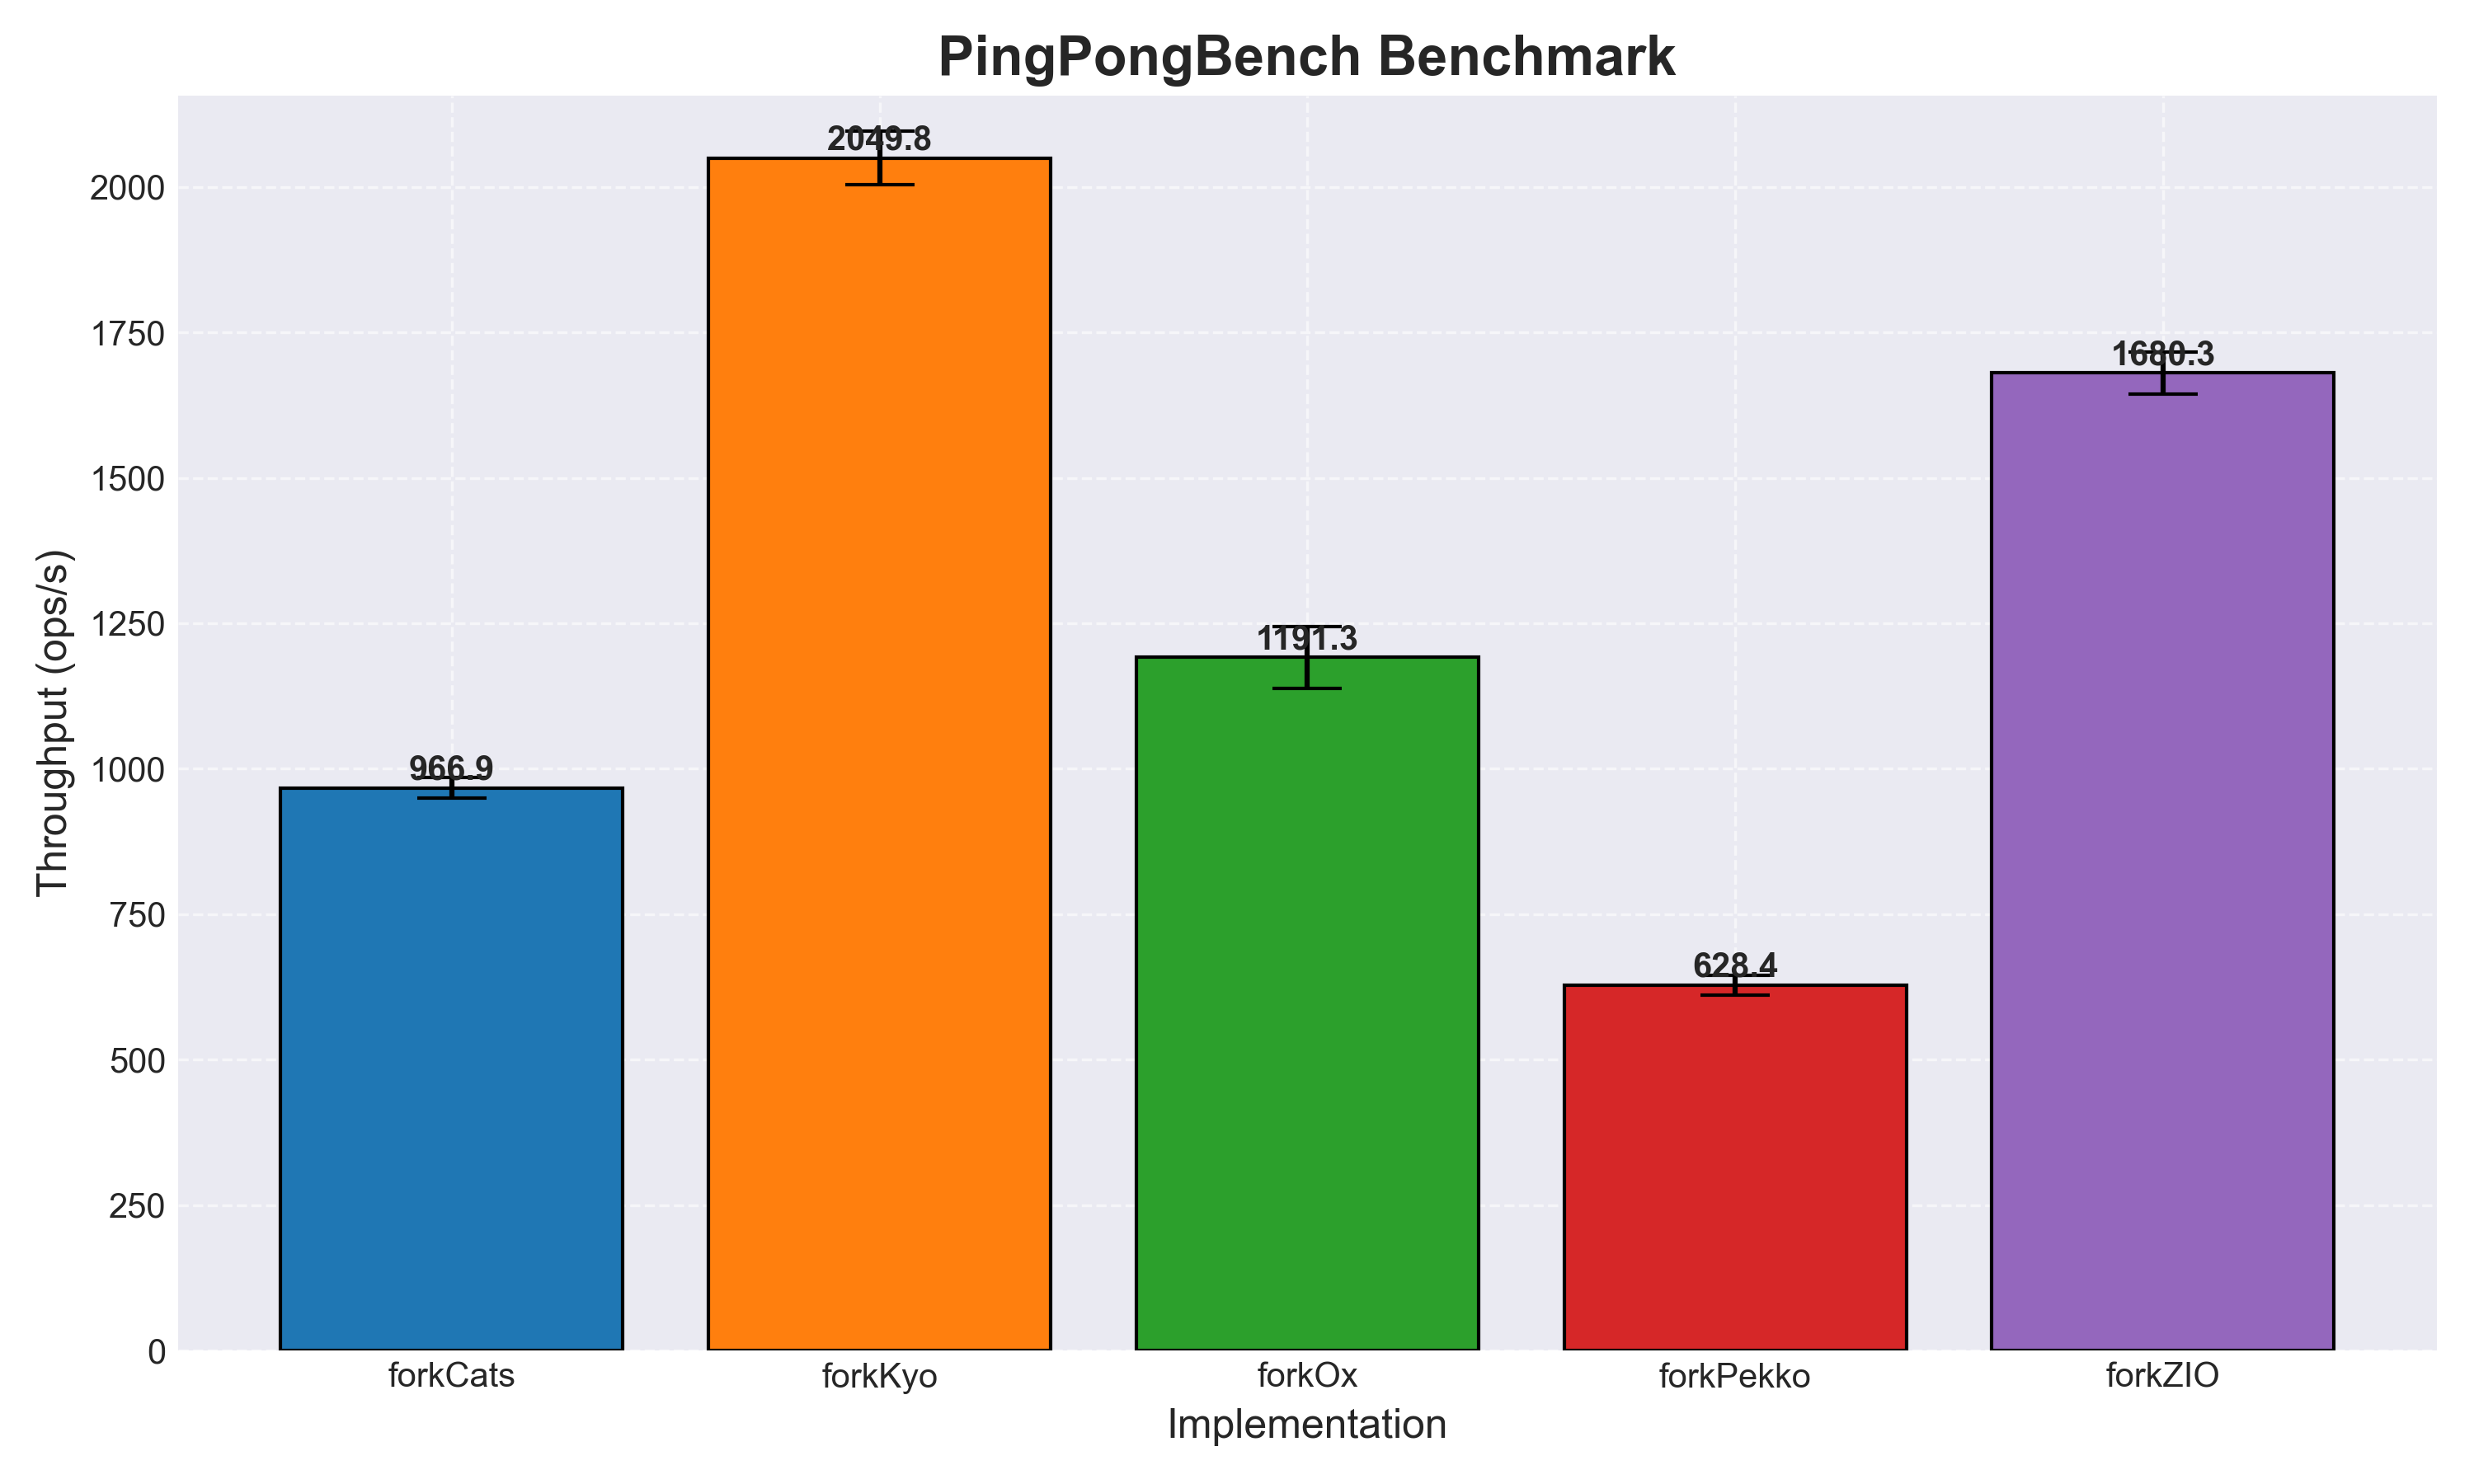 PingPongBench Benchmark
Throughput (ops/s)
2000
1750
1500
1250
1000
750
500
250
0
966.9
2049.8
1191.3
628.4
1680.3
forkCats
forkKyo
forkOx
forkPekko
forkZIO
Implementation